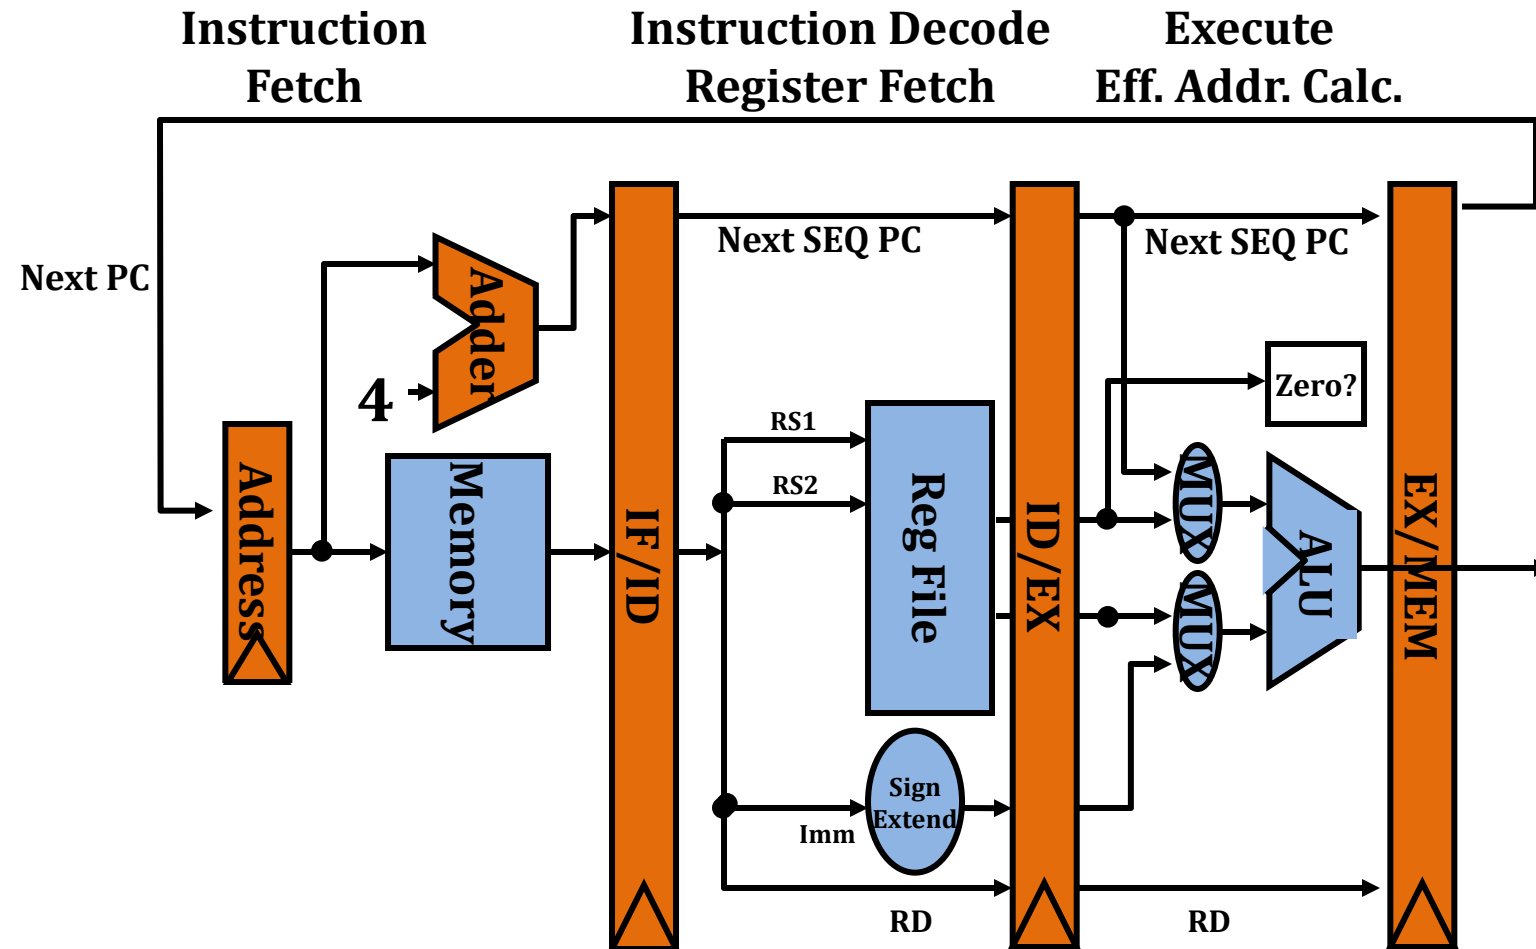 Instruction
Fetch
Instruction Decode
Register Fetch
Execute
Eff. Addr. Calc.
Next PC
Next SEQ PC
Next SEQ PC
Adder
4
Zero?
RS1
RS2
Address
Memory
IF/ID
Reg File
ID/EX
MUX
MUX
ALU
EX/MEM
Sign
Extend
Imm
RD
RD